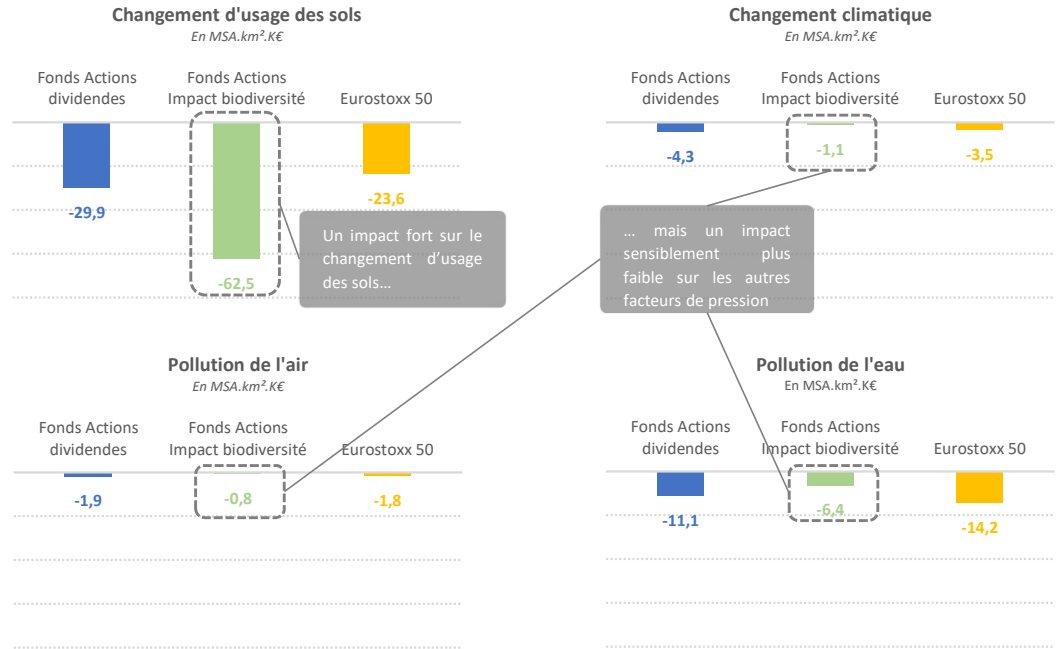 Changement d'usage des sols
En MSA.km².K€
Fonds Actions
dividendes
Fonds Actions
Impact biodiversité
Eurostoxx 50
-29,9
-62,5
-23,6
Un impact fort sur le
changement d’usage
des sols…
Changement climatique
En MSA.km².K€
Fonds Actions
dividendes
Fonds Actions
Impact biodiversité
Eurostoxx 50
-4,3
-1,1
-3,5
… mais un impact
sensiblement plus
faible sur les autres
facteurs de pression
Pollution de l'air
En MSA.km².K€
Fonds Actions
dividendes
Fonds Actions
Impact biodiversité
Eurostoxx 50
-1,9
-0,8
-1,8
Pollution de l'eau
En MSA.km².K€
Fonds Actions
dividendes
Fonds Actions
Impact biodiversité
Eurostoxx 50
-11,1
-6,4
-14,2